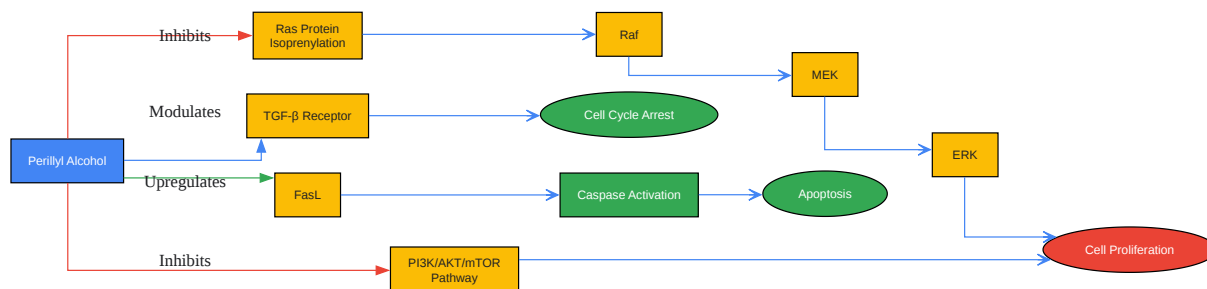 Inhibits
Ras Protein
Isoprenylation
Raf
MEK
Modulates
TGF-β Receptor
Cell Cycle Arrest
Perillyl Alcohol
ERK
Upregulates
FasL
Caspase Activation
Apoptosis
Inhibits
PI3K/AKT/mTOR
Pathway
Cell Proliferation